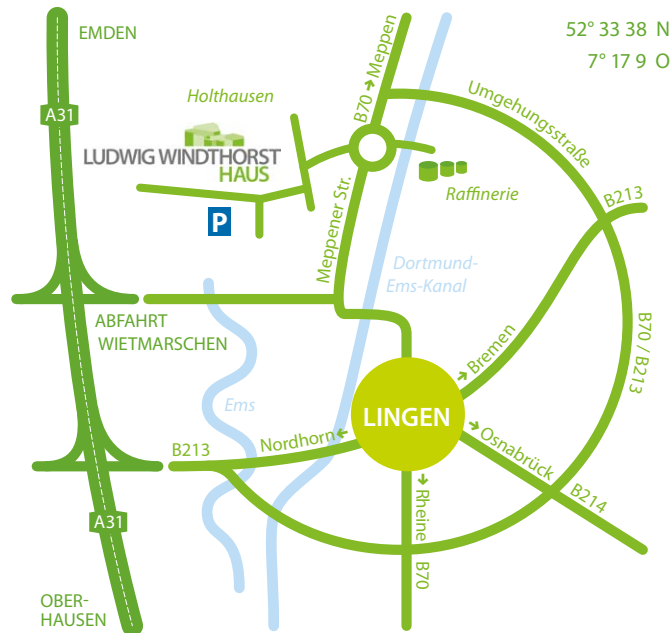 EMDEN
52° 33 38 N
7° 17 9 O
A31
Holthausen
B70 → Meppen
Umgehungsstraße
LUDWIG WINDTHORST
HAUS
Raffinerie
B213
P
Meppener Str.
Dortmund-
Ems-Kanal
ABFAHRT
WIETMARSCHEN
→ Bremen
B70 / B213
Ems
LINGEN
B213
Nordhorn ←
→ Osnabrück
B214
→ Rheine
B70
A31
OBER-
HAUSEN